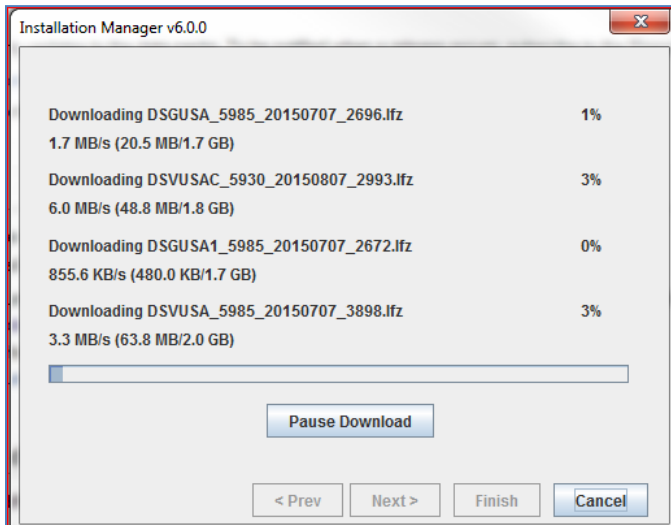 Installation Manager v6.0.0
Downloading DSGUSA_5985_20150707_2696.lfz 1%
1.7 MB/s (20.5 MB/1.7 GB)
Downloading DSVUSAC_5930_20150807_2993.lfz 3%
6.0 MB/s (48.8 MB/1.8 GB)
Downloading DSGUSA1_5985_20150707_2672.lfz 0%
855.6 KB/s (480.0 KB/1.7 GB)
Downloading DSVUSA_5985_20150707_3898.lfz 3%
3.3 MB/s (63.8 MB/2.0 GB)
Pause Download
< Prev Next > Finish Cancel